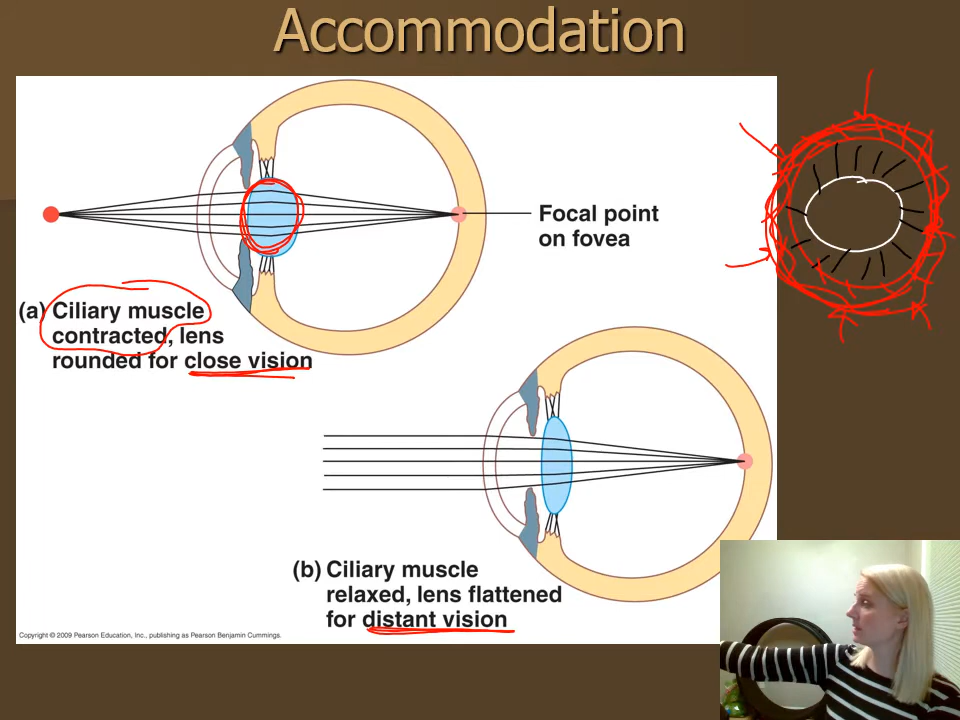 Accommodation
Focal point
on fovea
(a) Ciliary muscle
contracted, lens
rounded for close vision
(b) Ciliary muscle
relaxed, lens flattened
for distant vision
Copyright © 2009 Pearson Education, Inc., publishing as Pearson Benjamin Cummings.